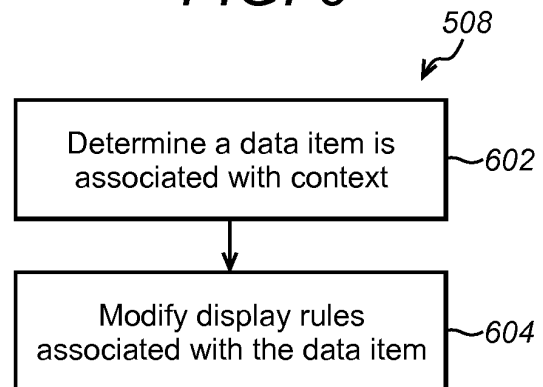 508
Determine a data item is
associated with context
602
Modify display rules
associated with the data item
604